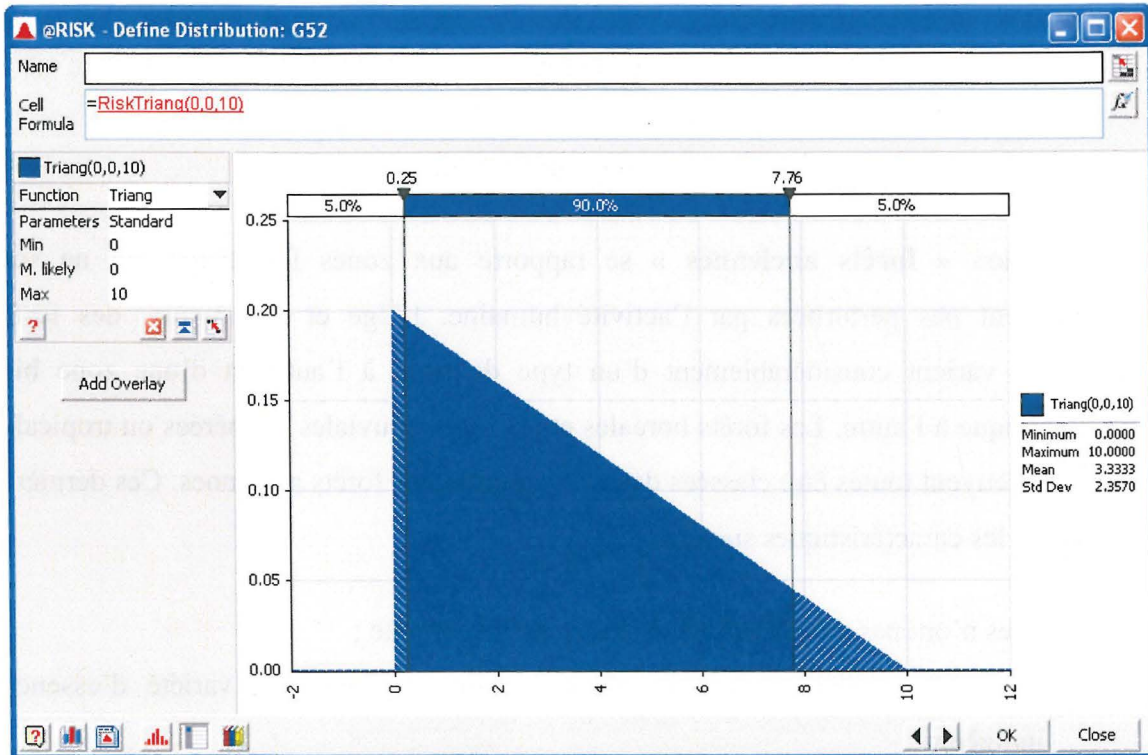 @RISK - Define Distribution: G52
Name
Cell Formula
=RiskTriang(0,0,10)
Triang(0,0,10)
Function Triang
Parameters Standard
Min 0
M. likely 0
Max 10
Add Overlay
0.25 7.76
5.0% 90.0% 5.0%
0.25
0.20
0.15
0.10
0.05
0.00
-2 0 2 4 6 8 10 12
Triang(0,0,10)
Minimum 0.0000
Maximum 10.0000
Mean 3.3333
Std Dev 2.3570
OK Close